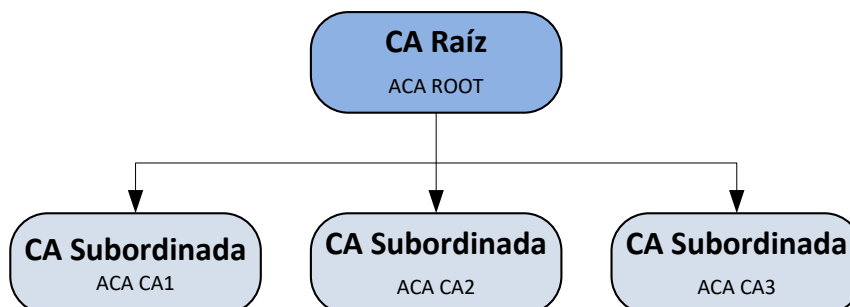 CA Raíz
ACA ROOT
CA Subordinada
ACA CA1
CA Subordinada
ACA CA2
CA Subordinada
ACA CA3